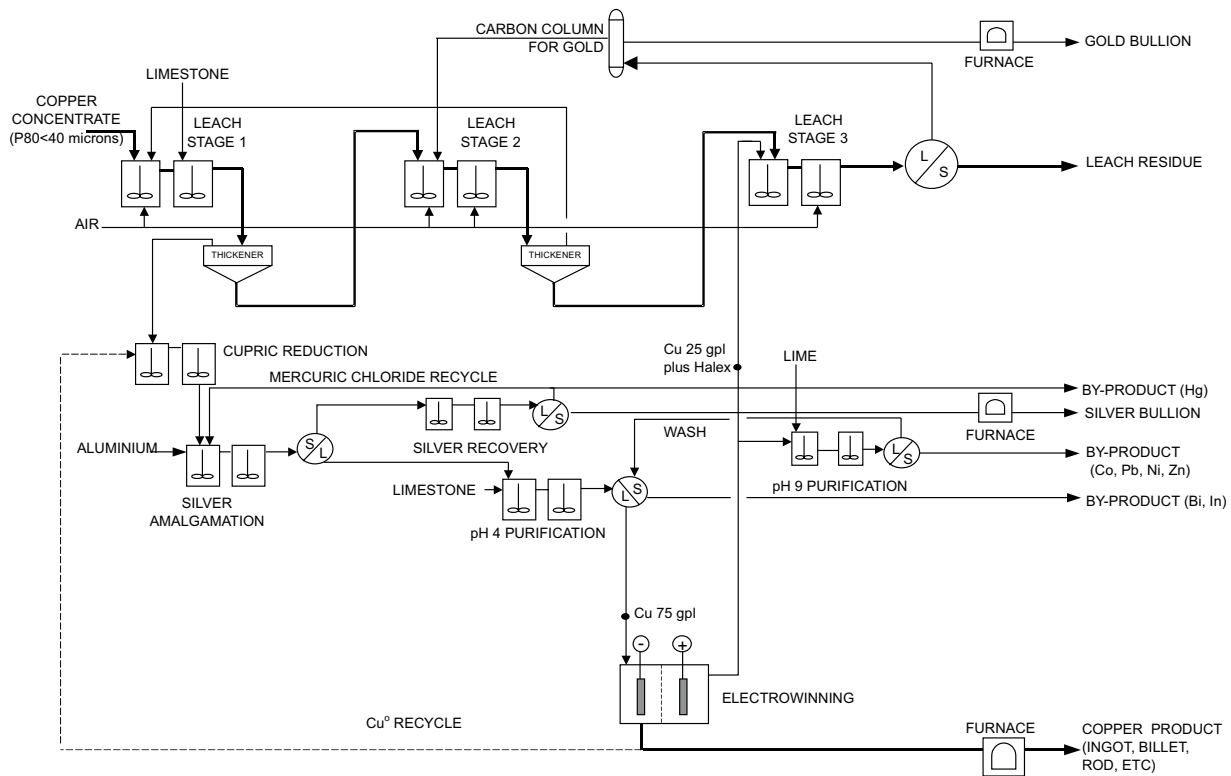 CARBON COLUMN
FOR GOLD
GOLD BULLION
FURNACE
LIMESTONE
COPPER
CONCENTRATE
(P80<40 microns)
LEACH
STAGE 1
LEACH
STAGE 2
LEACH
STAGE 3
L
S
LEACH RESIDUE
AIR
THICKENER
THICKENER
CUPRIC REDUCTION
Cu 25 gpl
plus Halex
LIME
MERCURIC CHLORIDE RECYCLE
BY-PRODUCT (Hg)
L
S
SILVER BULLION
FURNACE
WASH
ALUMINIUM
S
L
SILVER RECOVERY
L
S
BY-PRODUCT
(Co, Pb, Ni, Zn)
pH 9 PURIFICATION
LIMESTONE
L
S
BY-PRODUCT (Bi, In)
SILVER
AMALGAMATION
pH 4 PURIFICATION
Cu 75 gpl
-
+
ELECTROWINNING
Cuº RECYCLE
FURNACE
COPPER PRODUCT
(INGOT, BILLET,
ROD, ETC)